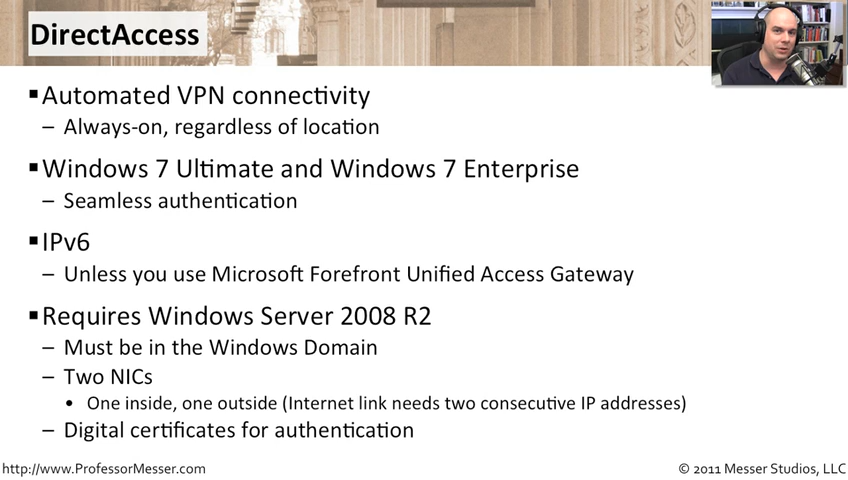 DirectAccess
▪Automated VPN connectivity
– Always-on, regardless of location
▪Windows 7 Ultimate and Windows 7 Enterprise
– Seamless authentication
▪IPv6
– Unless you use Microsoft Forefront Unified Access Gateway
▪Requires Windows Server 2008 R2
– Must be in the Windows Domain
– Two NICs
• One inside, one outside (Internet link needs two consecutive IP addresses)
– Digital certificates for authentication
http://www.ProfessorMesser.com
© 2011 Messer Studios, LLC